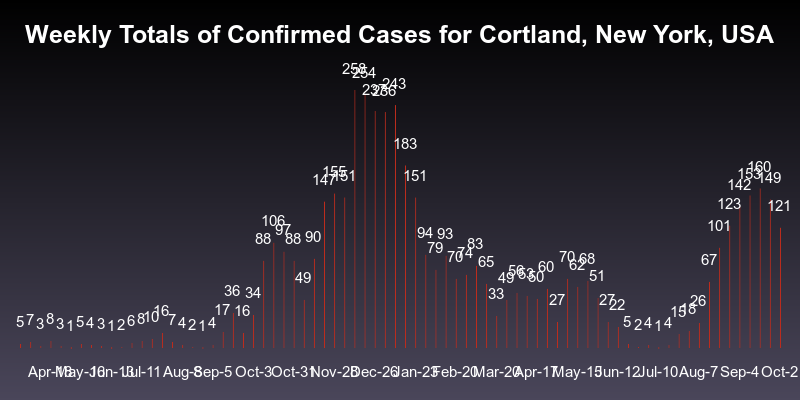 Weekly Totals of Confirmed Cases for Cortland, New York, USA
5 7 3 8 3 1 5 4 3 1 2 6 8 10 16 7 4 2 1 4 17 36 16 34 88 106 97 88 49 90 147 155 151 258 254 237 236 243 183 151 94 79 93 70 74 83 65 33 49 56 53 50 60 27 70 62 68 51 27 22 5 2 4 1 4 15 18 26 67 101 123 142 153 160 149 121
Apr-18 May-16 Jun-13 Jul-11 Aug-8 Sep-5 Oct-3 Oct-31 Nov-28 Dec-26 Jan-23 Feb-20 Mar-20 Apr-17 May-15 Jun-12 Jul-10 Aug-7 Sep-4 Oct-2